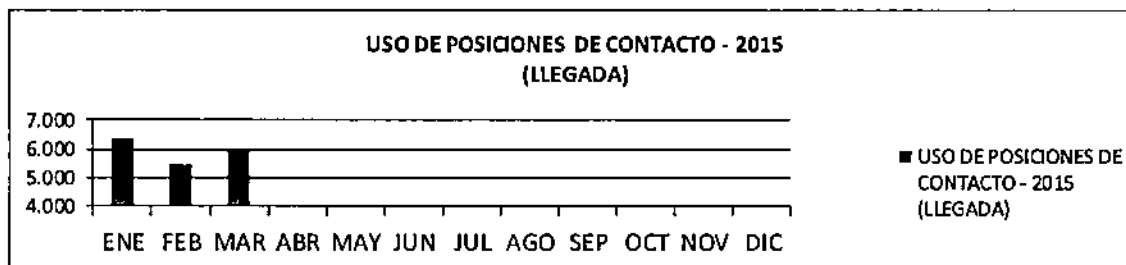 USO DE POSICIONES DE CONTACTO - 2015
(LLEGADA)
7.000
6.000
5.000
4.000
ENE FEB MAR ABR MAY JUN JUL AGO SEP OCT NOV DIC
USO DE POSICIONES DE
CONTACTO - 2015
(LLEGADA)